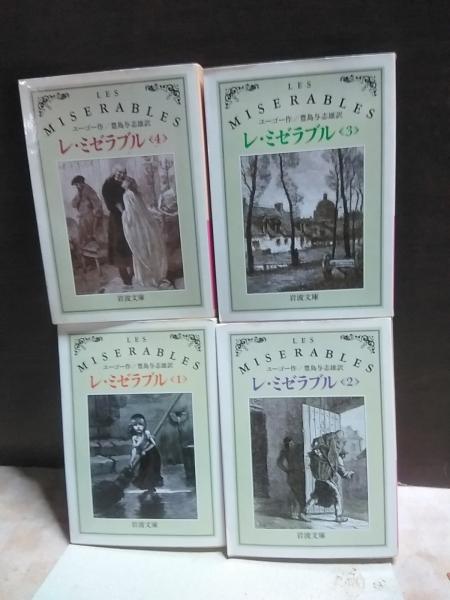 LES
MISERABLES
ユーゴー作／豊島与志雄訳
レ・ミゼラブル《4》
LES
MISERABLES
ユーゴー作／豊島与志雄訳
レ・ミゼラブル《3》
岩波文庫
LES
MISERABLES
ユーゴー作／豊島与志雄訳
レ・ミゼラブル《1》
岩波文庫
LES
MISERABLES
ユーゴー作／豊島与志雄訳
レ・ミゼラブル《2》
岩波文庫